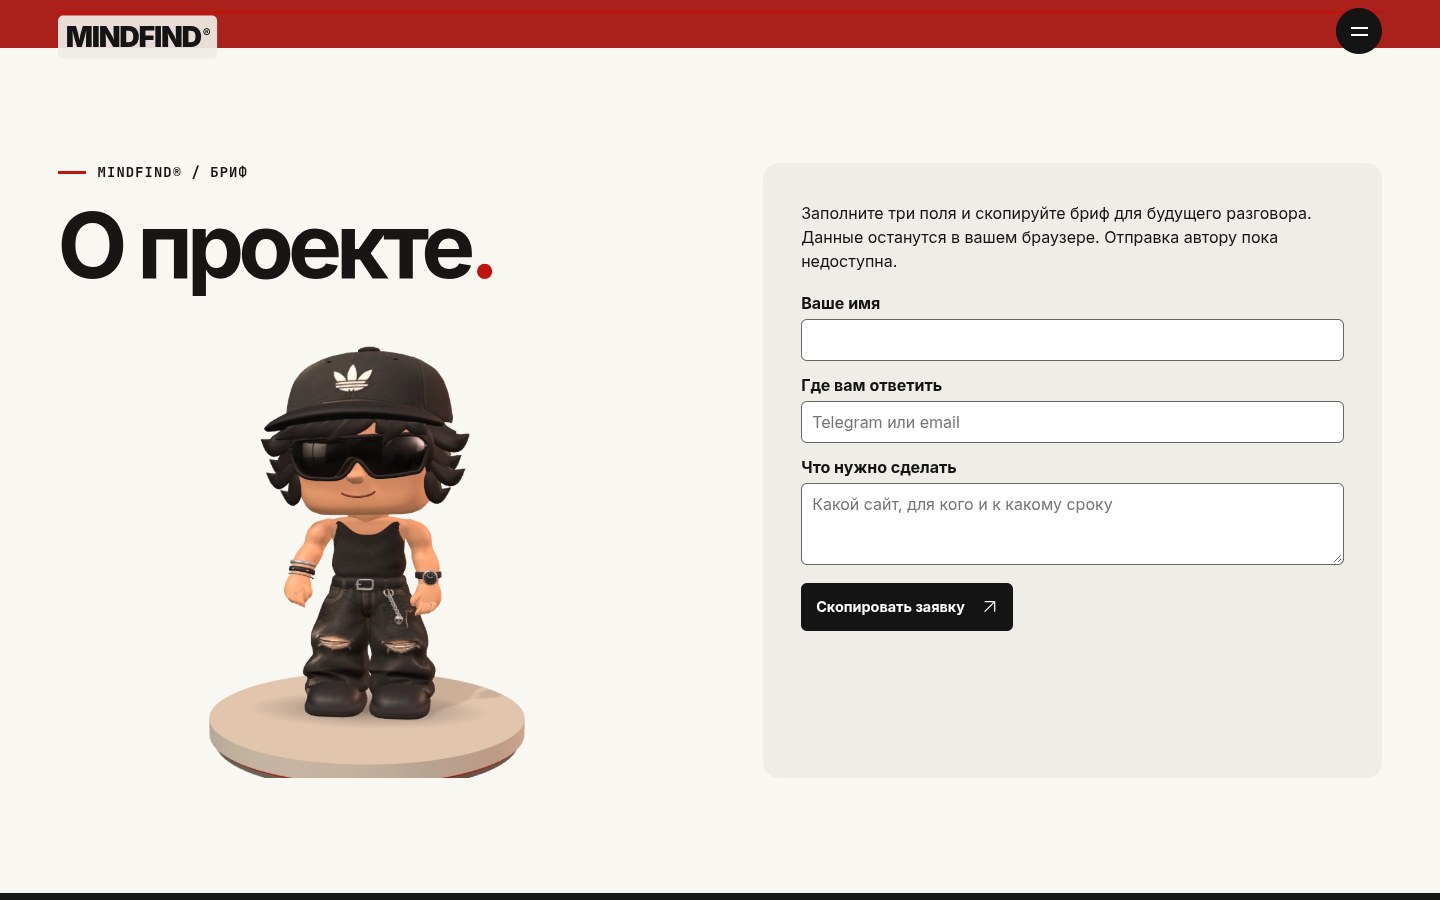 MINDFIND®
MINDFIND® / БРИФ
О проекте.
Заполните три поля и скопируйте бриф для будущего разговора.
Данные останутся в вашем браузере. Отправка автору пока
недоступна.
Ваше имя
Где вам ответить
Telegram или email
Что нужно сделать
Какой сайт, для кого и к какому сроку
Скопировать заявку